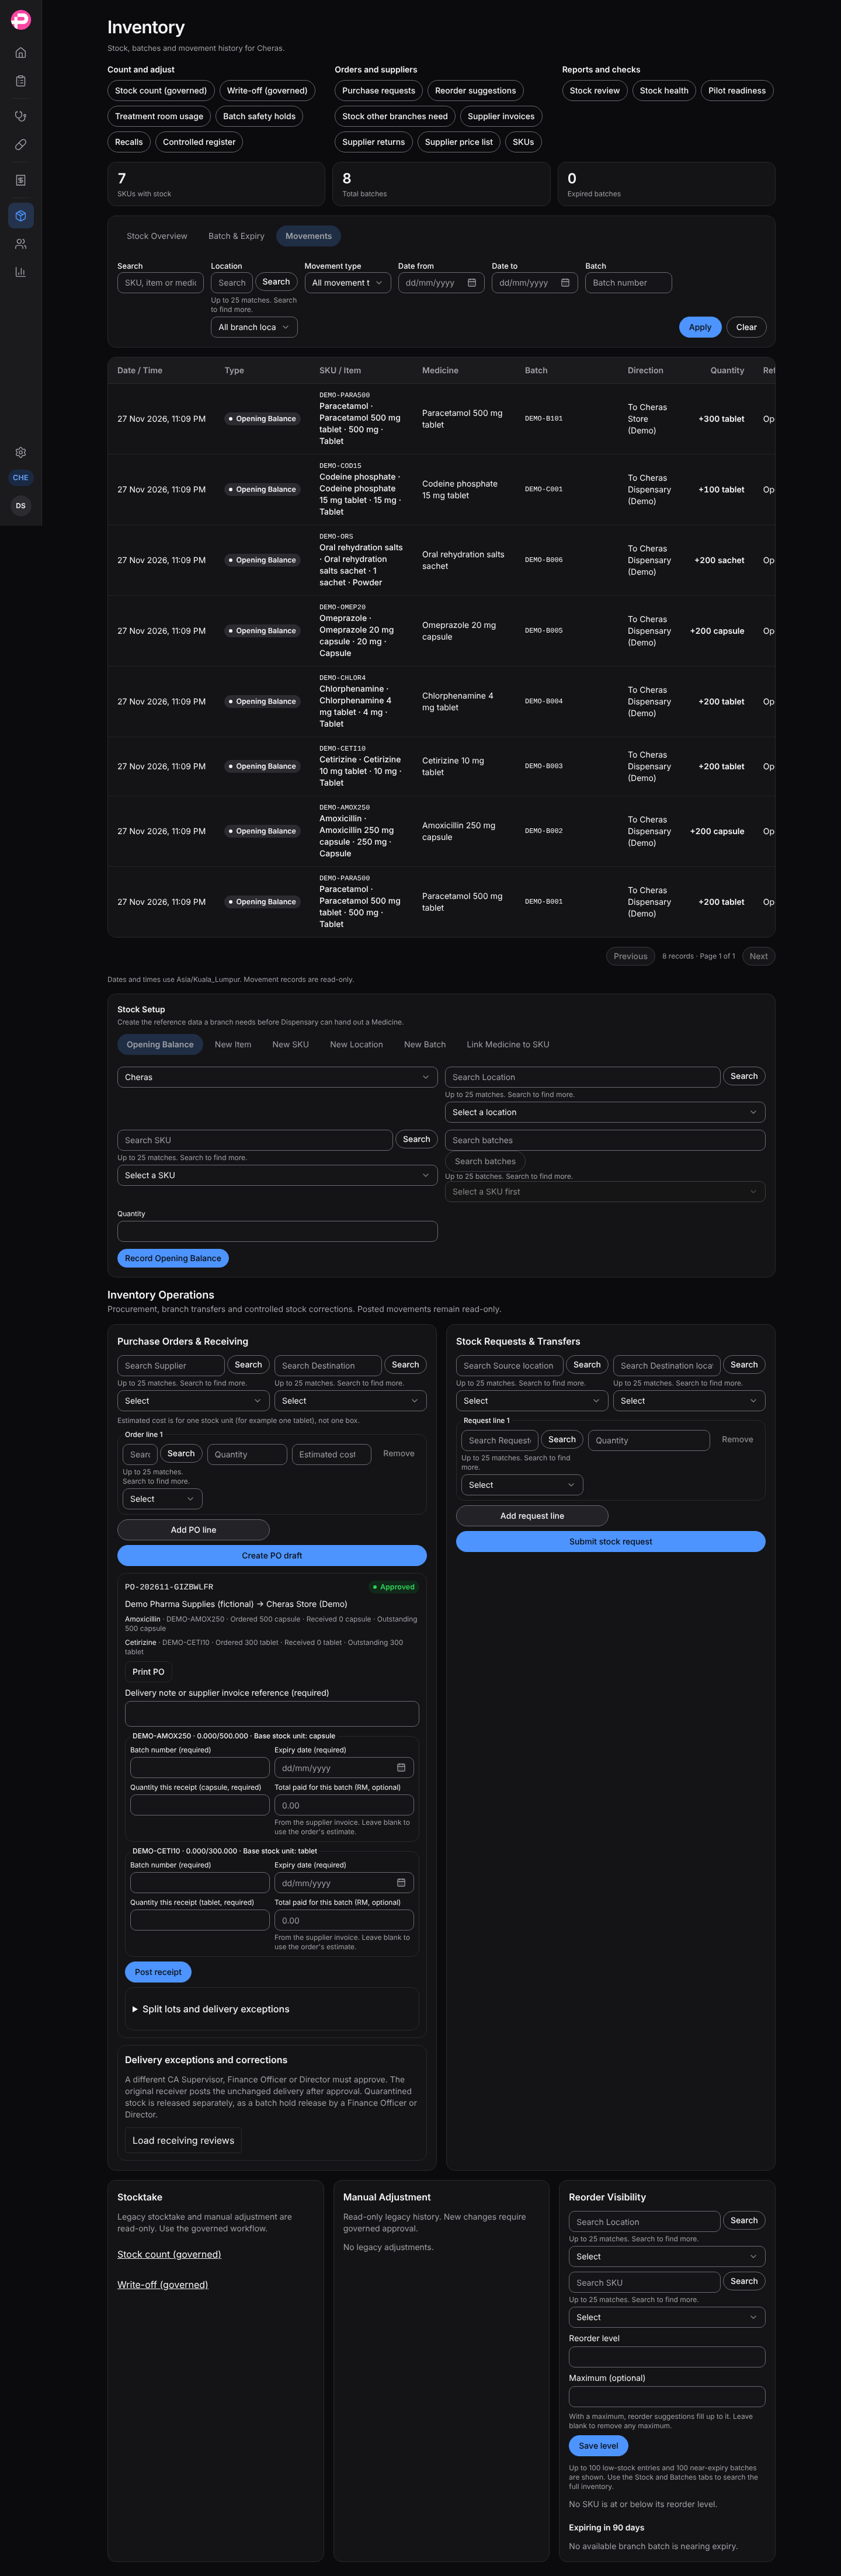 Inventory
Stock, batches and movement history for Cheras.
Count and adjust
Stock count (governed)
Write-off (governed)
Treatment room usage
Batch safety holds
Recalls
Controlled register
Orders and suppliers
Purchase requests
Reorder suggestions
Stock other branches need
Supplier invoices
Supplier returns
Supplier price list
SKUs
Reports and checks
Stock review
Stock health
Pilot readiness
7
SKUs with stock
8
Total batches
0
Expired batches
Stock Overview
Batch & Expiry
Movements
Search
SKU, item or medic
Location
Search
Search
Up to 25 matches. Search
to find more.
All branch loca
Movement type
All movement t
Date from
dd/mm/yyyy
Date to
dd/mm/yyyy
Batch
Batch number
Apply
Clear
Date / Time Type SKU / Item Medicine Batch Direction Quantity Ref
27 Nov 2026, 11:09 PM
Opening Balance
DEMO-PARA500
Paracetamol ·
Paracetamol 500 mg
tablet · 500 mg ·
Tablet
Paracetamol 500 mg
tablet
DEMO-B101
To Cheras
Store
(Demo)
+300 tablet
Op
27 Nov 2026, 11:09 PM
Opening Balance
DEMO-COD15
Codeine phosphate ·
Codeine phosphate
15 mg tablet · 15 mg ·
Tablet
Codeine phosphate
15 mg tablet
DEMO-C001
To Cheras
Dispensary
(Demo)
+100 tablet
Op
27 Nov 2026, 11:09 PM
Opening Balance
DEMO-ORS
Oral rehydration salts
· Oral rehydration
salts sachet · 1
sachet · Powder
Oral rehydration salts
sachet
DEMO-B006
To Cheras
Dispensary
(Demo)
+200 sachet
Op
27 Nov 2026, 11:09 PM
Opening Balance
DEMO-OMEP20
Omeprazole ·
Omeprazole 20 mg
capsule · 20 mg ·
Capsule
Omeprazole 20 mg
capsule
DEMO-B005
To Cheras
Dispensary
(Demo)
+200 capsule
Op
27 Nov 2026, 11:09 PM
Opening Balance
DEMO-CHLOR4
Chlorphenamine ·
Chlorphenamine 4
mg tablet · 4 mg ·
Tablet
Chlorphenamine 4
mg tablet
DEMO-B004
To Cheras
Dispensary
(Demo)
+200 tablet
Op
27 Nov 2026, 11:09 PM
Opening Balance
DEMO-CETI10
Cetirizine · Cetirizine
10 mg tablet · 10 mg ·
Tablet
Cetirizine 10 mg
tablet
DEMO-B003
To Cheras
Dispensary
(Demo)
+200 tablet
Op
27 Nov 2026, 11:09 PM
Opening Balance
DEMO-AMOX250
Amoxicillin ·
Amoxicillin 250 mg
capsule · 250 mg ·
Capsule
Amoxicillin 250 mg
capsule
DEMO-B002
To Cheras
Dispensary
(Demo)
+200 capsule
Op
27 Nov 2026, 11:09 PM
Opening Balance
DEMO-PARA500
Paracetamol ·
Paracetamol 500 mg
tablet · 500 mg ·
Tablet
Paracetamol 500 mg
tablet
DEMO-B001
To Cheras
Dispensary
(Demo)
+200 tablet
Op
CHE
DS
Previous
8 records · Page 1 of 1
Next
Dates and times use Asia/Kuala_Lumpur. Movement records are read-only.
Stock Setup
Create the reference data a branch needs before Dispensary can hand out a Medicine.
Opening Balance
New Item
New SKU
New Location
New Batch
Link Medicine to SKU
Cheras
Search Location
Search
Up to 25 matches. Search to find more.
Select a location
Search SKU
Search
Up to 25 matches. Search to find more.
Select a SKU
Search batches
Search batches
Up to 25 batches. Search to find more.
Select a SKU first
Quantity
Record Opening Balance
Inventory Operations
Procurement, branch transfers and controlled stock corrections. Posted movements remain read-only.
Purchase Orders & Receiving
Search Supplier
Search
Search Destination
Search
Up to 25 matches. Search to find more.
Up to 25 matches. Search to find more.
Select
Select
Estimated cost is for one stock unit (for example one tablet), not one box.
Order line 1
Searc
Search
Quantity
Estimated cost
Remove
Up to 25 matches.
Search to find more.
Select
Add PO line
Create PO draft
PO-202611-GIZBWLFR
Approved
Demo Pharma Supplies (fictional) → Cheras Store (Demo)
Amoxicillin · DEMO-AMOX250 · Ordered 500 capsule · Received 0 capsule · Outstanding
500 capsule
Cetirizine · DEMO-CETI10 · Ordered 300 tablet · Received 0 tablet · Outstanding 300
tablet
Print PO
Delivery note or supplier invoice reference (required)
DEMO-AMOX250 · 0.000/500.000 · Base stock unit: capsule
Batch number (required)
Expiry date (required)
dd/mm/yyyy
Quantity this receipt (capsule, required)
Total paid for this batch (RM, optional)
0.00
From the supplier invoice. Leave blank to
use the order's estimate.
DEMO-CETI10 · 0.000/300.000 · Base stock unit: tablet
Batch number (required)
Expiry date (required)
dd/mm/yyyy
Quantity this receipt (tablet, required)
Total paid for this batch (RM, optional)
0.00
From the supplier invoice. Leave blank to
use the order's estimate.
Post receipt
Split lots and delivery exceptions
Delivery exceptions and corrections
A different CA Supervisor, Finance Officer or Director must approve. The
original receiver posts the unchanged delivery after approval. Quarantined
stock is released separately, as a batch hold release by a Finance Officer or
Director.
Load receiving reviews
Stock Requests & Transfers
Search Source location
Search
Search Destination loca
Search
Up to 25 matches. Search to find more.
Up to 25 matches. Search to find more.
Select
Select
Request line 1
Search Request
Search
Quantity
Remove
Up to 25 matches. Search to find
more.
Select
Add request line
Submit stock request
Stocktake
Legacy stocktake and manual adjustment are
read-only. Use the governed workflow.
Stock count (governed)
Write-off (governed)
Manual Adjustment
Read-only legacy history. New changes require
governed approval.
No legacy adjustments.
Reorder Visibility
Search Location
Search
Up to 25 matches. Search to find more.
Select
Search SKU
Search
Up to 25 matches. Search to find more.
Select
Reorder level
Maximum (optional)
With a maximum, reorder suggestions fill up to it. Leave
blank to remove any maximum.
Save level
Up to 100 low-stock entries and 100 near-expiry batches
are shown. Use the Stock and Batches tabs to search the
full inventory.
No SKU is at or below its reorder level.
Expiring in 90 days
No available branch batch is nearing expiry.